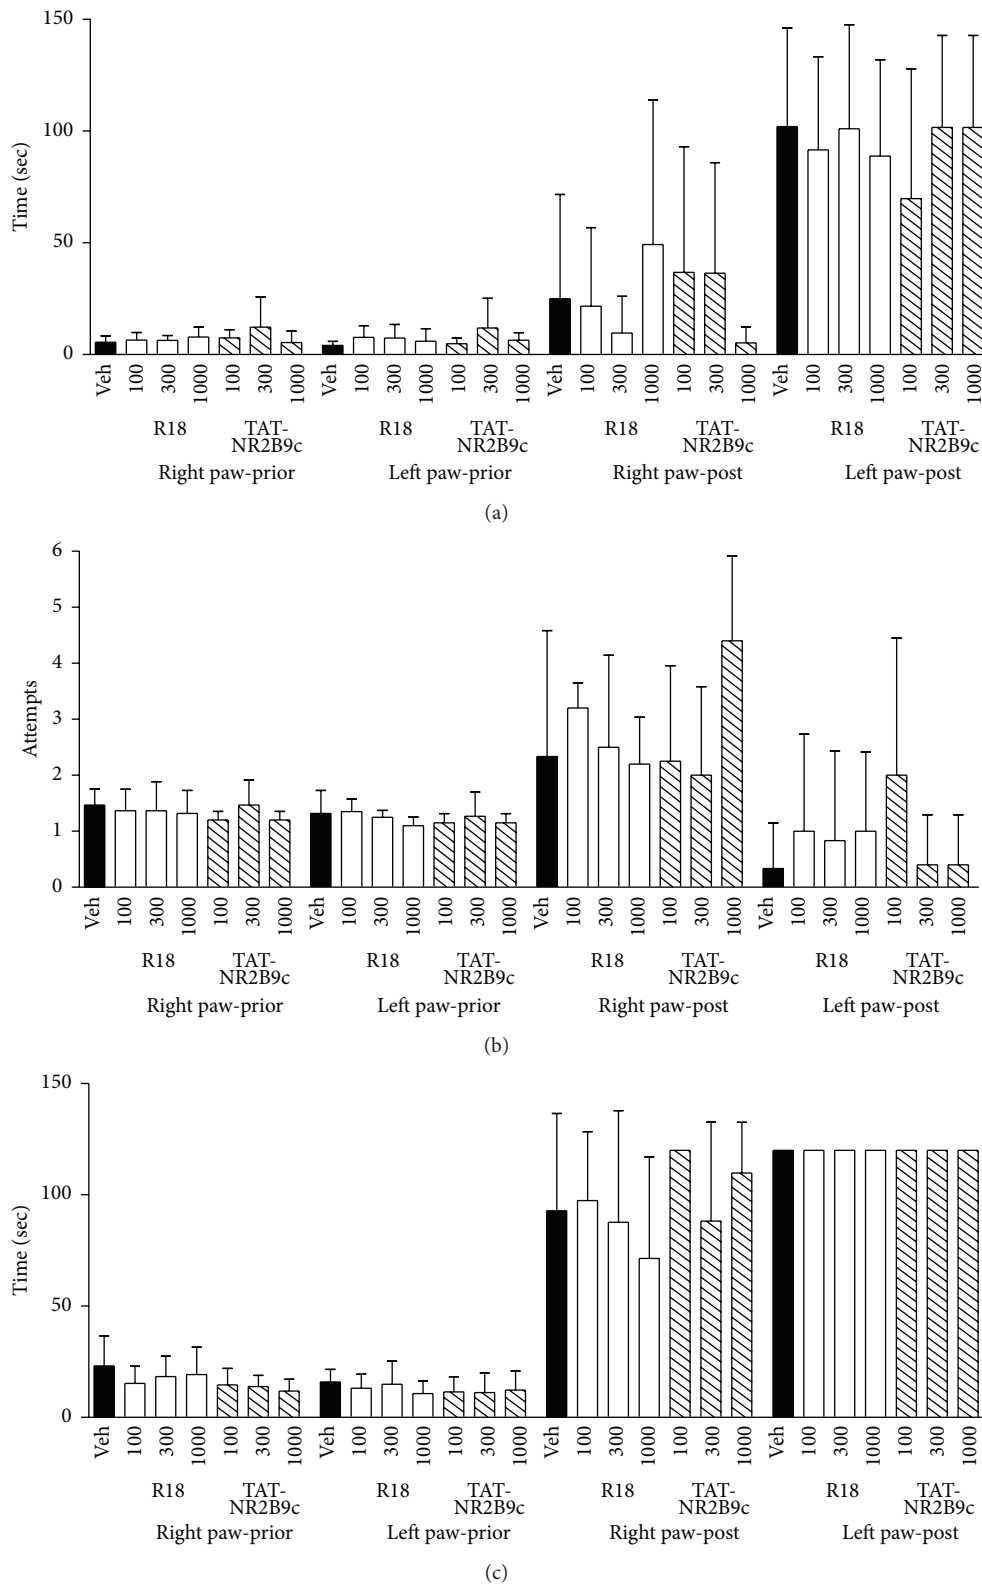 150
100
50
0
Time (sec)
Veh 100 300 1000 100 300 1000 Veh 100 300 1000 100 300 1000 Veh 100 300 1000 100 300 1000 Veh 100 300 1000 100 300 1000
R18 TAT-NR2B9c R18 TAT-NR2B9c R18 TAT-NR2B9c R18 TAT-NR2B9c
Right paw-prior Left paw-prior Right paw-post Left paw-post
(a)
6
5
4
3
2
1
0
Attempts
Veh 100 300 1000 100 300 1000 Veh 100 300 1000 100 300 1000 Veh 100 300 1000 100 300 1000 Veh 100 300 1000 100 300 1000
R18 TAT-NR2B9c R18 TAT-NR2B9c R18 TAT-NR2B9c R18 TAT-NR2B9c
Right paw-prior Left paw-prior Right paw-post Left paw-post
(b)
150
100
50
0
Time (sec)
Veh 100 300 1000 100 300 1000 Veh 100 300 1000 100 300 1000 Veh 100 300 1000 100 300 1000 Veh 100 300 1000 100 300 1000
R18 TAT-NR2B9c R18 TAT-NR2B9c R18 TAT-NR2B9c R18 TAT-NR2B9c
Right paw-prior Left paw-prior Right paw-post Left paw-post
(c)